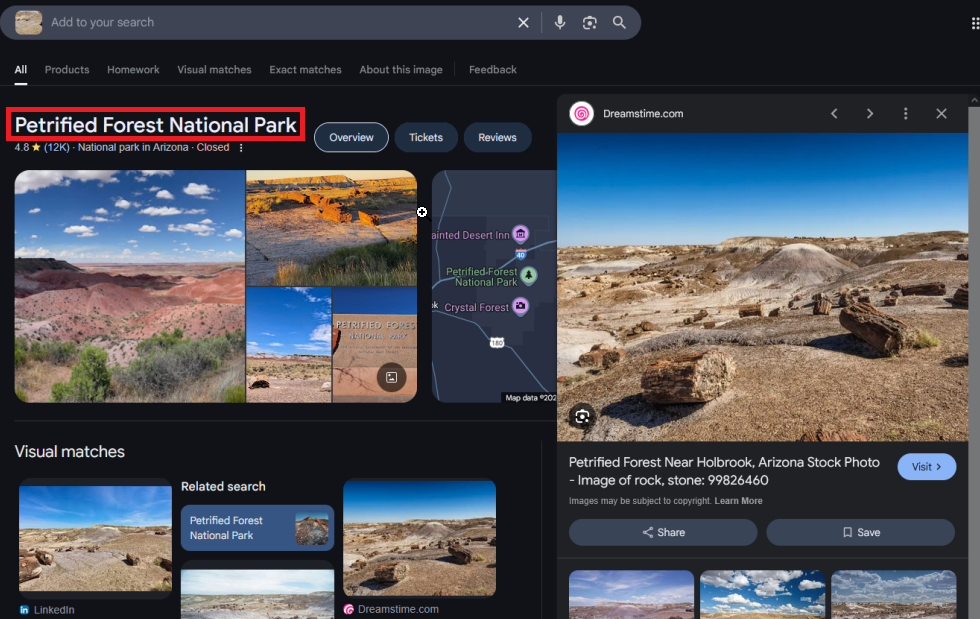 Add to your search
All
Products
Homework
Visual matches
Exact matches
About this image
Feedback
Petrified Forest National Park
4.8 ★ (12K) · National park in Arizona · Closed
Overview
Tickets
Reviews
PETRIFIED FOREST
NATIONAL PARK
ainted Desert Inn
40
Petrified Forest
National Park
Crystal Forest
180
Map data ©202
Visual matches
LinkedIn
Related search
Petrified Forest
National Park
Dreamstime.com
Dreamstime.com
Petrified Forest Near Holbrook, Arizona Stock Photo
- Image of rock, stone: 99826460
Images may be subject to copyright. Learn More
Visit
Share
Save